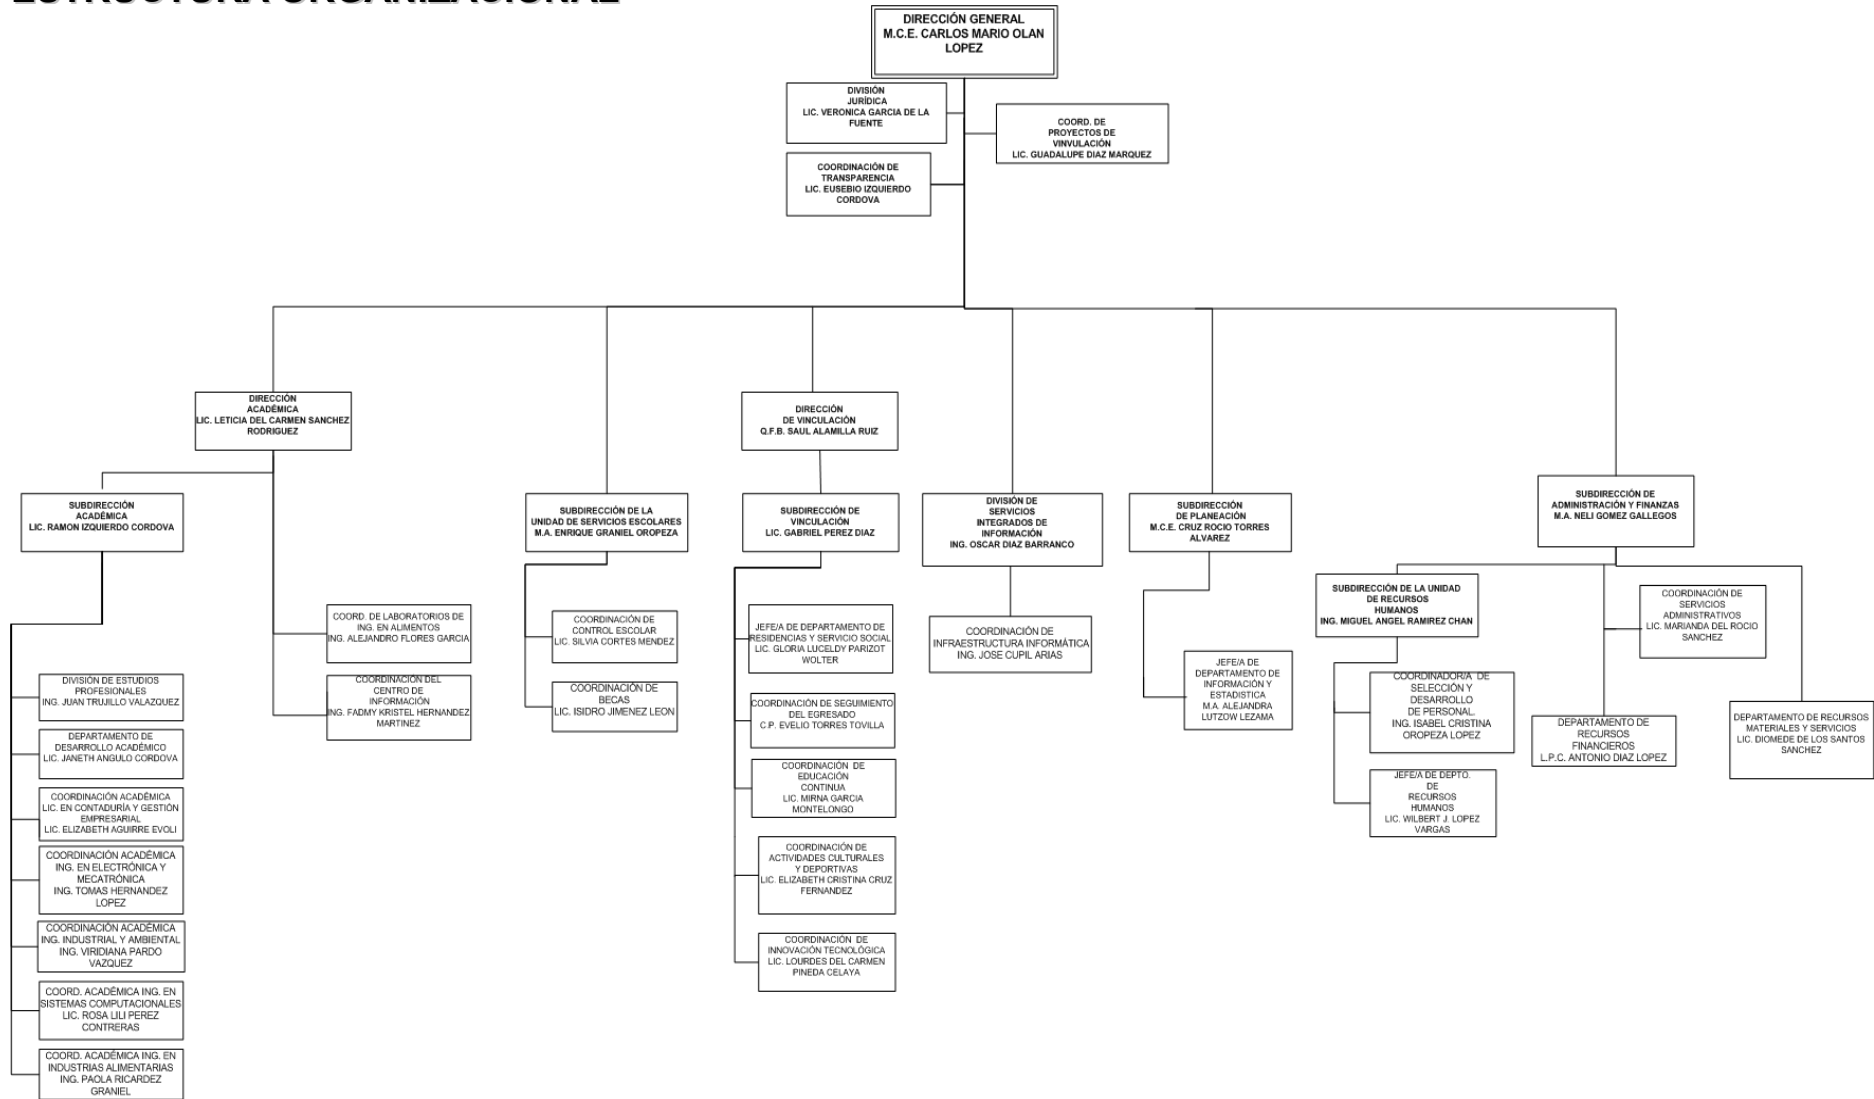 ESTRUCTURA ORGANIZACIONAL
DIRECCIÓN GENERAL
M.C.E. CARLOS MARIO OLAN
LOPEZ
DIVISIÓN
JURÍDICA
LIC. VERONICA GARCIA DE LA
FUENTE
COORD. DE
PROYECTOS DE
VINVULACIÓN
LIC. GUADALUPE DIAZ MARQUEZ
COORDINACIÓN DE
TRANSPARENCIA
LIC. EUSEBIO IZQUIERDO
CORDOVA
DIRECCIÓN
ACADÉMICA
LIC. LETICIA DEL CARMEN SANCHEZ
RODRIGUEZ
DIRECCIÓN
DE VINCULACIÓN
Q.F.B. SAUL ALAMILLA RUIZ
SUBDIRECCIÓN
ACADÉMICA
LIC. RAMON IZQUIERDO CORDOVA
SUBDIRECCIÓN DE LA
UNIDAD DE SERVICIOS ESCOLARES
M.A. ENRIQUE GRANIEL OROPEZA
SUBDIRECCIÓN DE
VINCULACIÓN
LIC. GABRIEL PEREZ DIAZ
DIVISIÓN DE
SERVICIOS
INTEGRADOS DE
INFORMACIÓN
ING. OSCAR DIAZ BARRANCO
SUBDIRECCIÓN
DE PLANEACIÓN
M.C.E. CRUZ ROCIO TORRES
ALVAREZ
SUBDIRECCIÓN DE
ADMINISTRACIÓN Y FINANZAS
M.A. NELI GOMEZ GALLEGOS
COORD. DE LABORATORIOS DE
ING. EN ALIMENTOS
ING. ALEJANDRO FLORES GARCIA
COORDINACIÓN DEL
CENTRO DE
INFORMACIÓN
ING. FADMY KRISTEL HERNANDEZ
MARTINEZ
DIVISIÓN DE ESTUDIOS
PROFESIONALES
ING. JUAN TRUJILLO VALAZQUEZ
DEPARTAMENTO DE
DESARROLLO ACADÉMICO
LIC. JANETH ANGULO CORDOVA
COORDINACIÓN ACADÉMICA
LIC. EN CONTADURÍA Y GESTIÓN
EMPRESARIAL
LIC. ELIZABETH AGUIRRE EVOLI
COORDINACIÓN ACADÉMICA
ING. EN ELECTRÓNICA Y
MECATRÓNICA
ING. TOMAS HERNANDEZ
LOPEZ
COORDINACIÓN ACADÉMICA
ING. INDUSTRIAL Y AMBIENTAL
ING. VIRIDIANA PARDO
VAZQUEZ
COORD. ACADÉMICA ING. EN
SISTEMAS COMPUTACIONALES
LIC. ROSA LILI PEREZ
CONTRERAS
COORD. ACADÉMICA ING. EN
INDUSTRIAS ALIMENTARIAS
ING. PAOLA RICARDEZ
GRANIEL
COORDINACIÓN DE
CONTROL ESCOLAR
LIC. SILVIA CORTES MENDEZ
COORDINACIÓN DE
BECAS
LIC. ISIDRO JIMENEZ LEON
JEFE/A DE DEPARTAMENTO DE
RESIDENCIAS Y SERVICIO SOCIAL
LIC. GLORIA LUCELDY PARIZOT
WOLTER
COORDINACIÓN DE SEGUIMIENTO
DEL EGRESADO
C.P. EVELIO TORRES TOVILLA
COORDINACIÓN DE
EDUCACIÓN
CONTINUA
LIC. MIRNA GARCIA
MONTELONGO
COORDINACIÓN DE
ACTIVIDADES CULTURALES
Y DEPORTIVAS
LIC. ELIZABETH CRISTINA CRUZ
FERNANDEZ
COORDINACIÓN DE
INNOVACIÓN TECNOLÓGICA
LIC. LOURDES DEL CARMEN
PINEDA CELAYA
COORDINACIÓN DE
INFRAESTRUCTURA INFORMÁTICA
ING. JOSE CUPIL ARIAS
JEFE/A DE
DEPARTAMENTO DE
INFORMACIÓN Y
ESTADISTICA
M.A. ALEJANDRA
LUTZOW LEZAMA
SUBDIRECCIÓN DE LA UNIDAD
DE RECURSOS
HUMANOS
ING. MIGUEL ANGEL RAMIREZ CHAN
COORDINADOR/A DE
SELECCIÓN Y
DESARROLLO
DE PERSONAL.
ING. ISABEL CRISTINA
OROPEZA LOPEZ
JEFE/A DE DEPTO.
DE
RECURSOS
HUMANOS
LIC. WILBERT J. LOPEZ
VARGAS
COORDINACIÓN DE
SERVICIOS
ADMINISTRATIVOS
LIC. MARIANDA DEL ROCIO
SANCHEZ
DEPARTAMENTO DE
RECURSOS
FINANCIEROS
L.P.C. ANTONIO DIAZ LOPEZ
DEPARTAMENTO DE RECURSOS
MATERIALES Y SERVICIOS
LIC. DIOMEDE DE LOS SANTOS
SANCHEZ